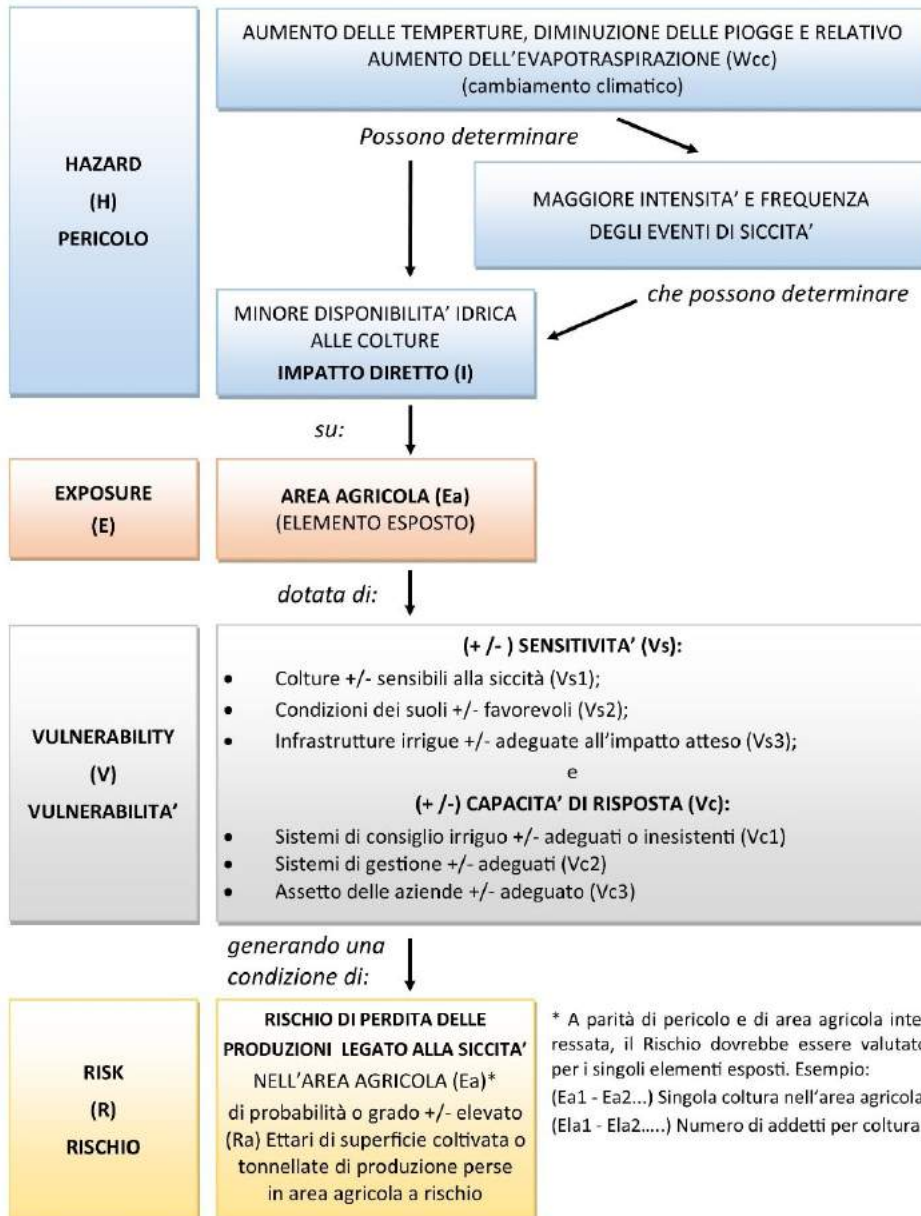 AUMENTO DELLE TEMPERTURE, DIMINUZIONE DELLE PIOGGE E RELATIVO
AUMENTO DELL'EVAPOTRASPIRAZIONE (Wcc)
(cambiamento climatico)
Possono determinare
HAZARD
(H)
PERICOLO
MAGGIORE INTENSITA' E FREQUENZA
DEGLI EVENTI DI SICCITA'
che possono determinare
MINORE DISPONIBILITA' IDRICA
ALLE COLTURE
IMPATTO DIRETTO (I)
su:
EXPOSURE
(E)
AREA AGRICOLA (Ea)
(ELEMENTO ESPOSTO)
dotata di:
VULNERABILITY
(V)
VULNERABILITA'
(+ /- ) SENSITIVITA' (Vs):
• Colture +/- sensibili alla siccità (Vs1);
• Condizioni dei suoli +/- favorevoli (Vs2);
• Infrastrutture irrigue +/- adeguate all'impatto atteso (Vs3);
e
(+ /-) CAPACITA' DI RISPOSTA (Vc):
• Sistemi di consiglio irriguo +/- adeguati o inesistenti (Vc1)
• Sistemi di gestione +/- adeguati (Vc2)
• Assetto delle aziende +/- adeguato (Vc3)
generando una
condizione di:
RISK
(R)
RISCHIO
RISCHIO DI PERDITA DELLE
PRODUZIONI LEGATO ALLA SICCITA'
NELL'AREA AGRICOLA (Ea)*
di probabilità o grado +/- elevato
(Ra) Ettari di superficie coltivata o
tonnellate di produzione perse
in area agricola a rischio
* A parità di pericolo e di area agricola inte-
ressata, il Rischio dovrebbe essere valutato
per i singoli elementi esposti. Esempio:
(Ea1 - Ea2...) Singola coltura nell'area agricola
(Ela1 - Ela2.....) Numero di addetti per coltura